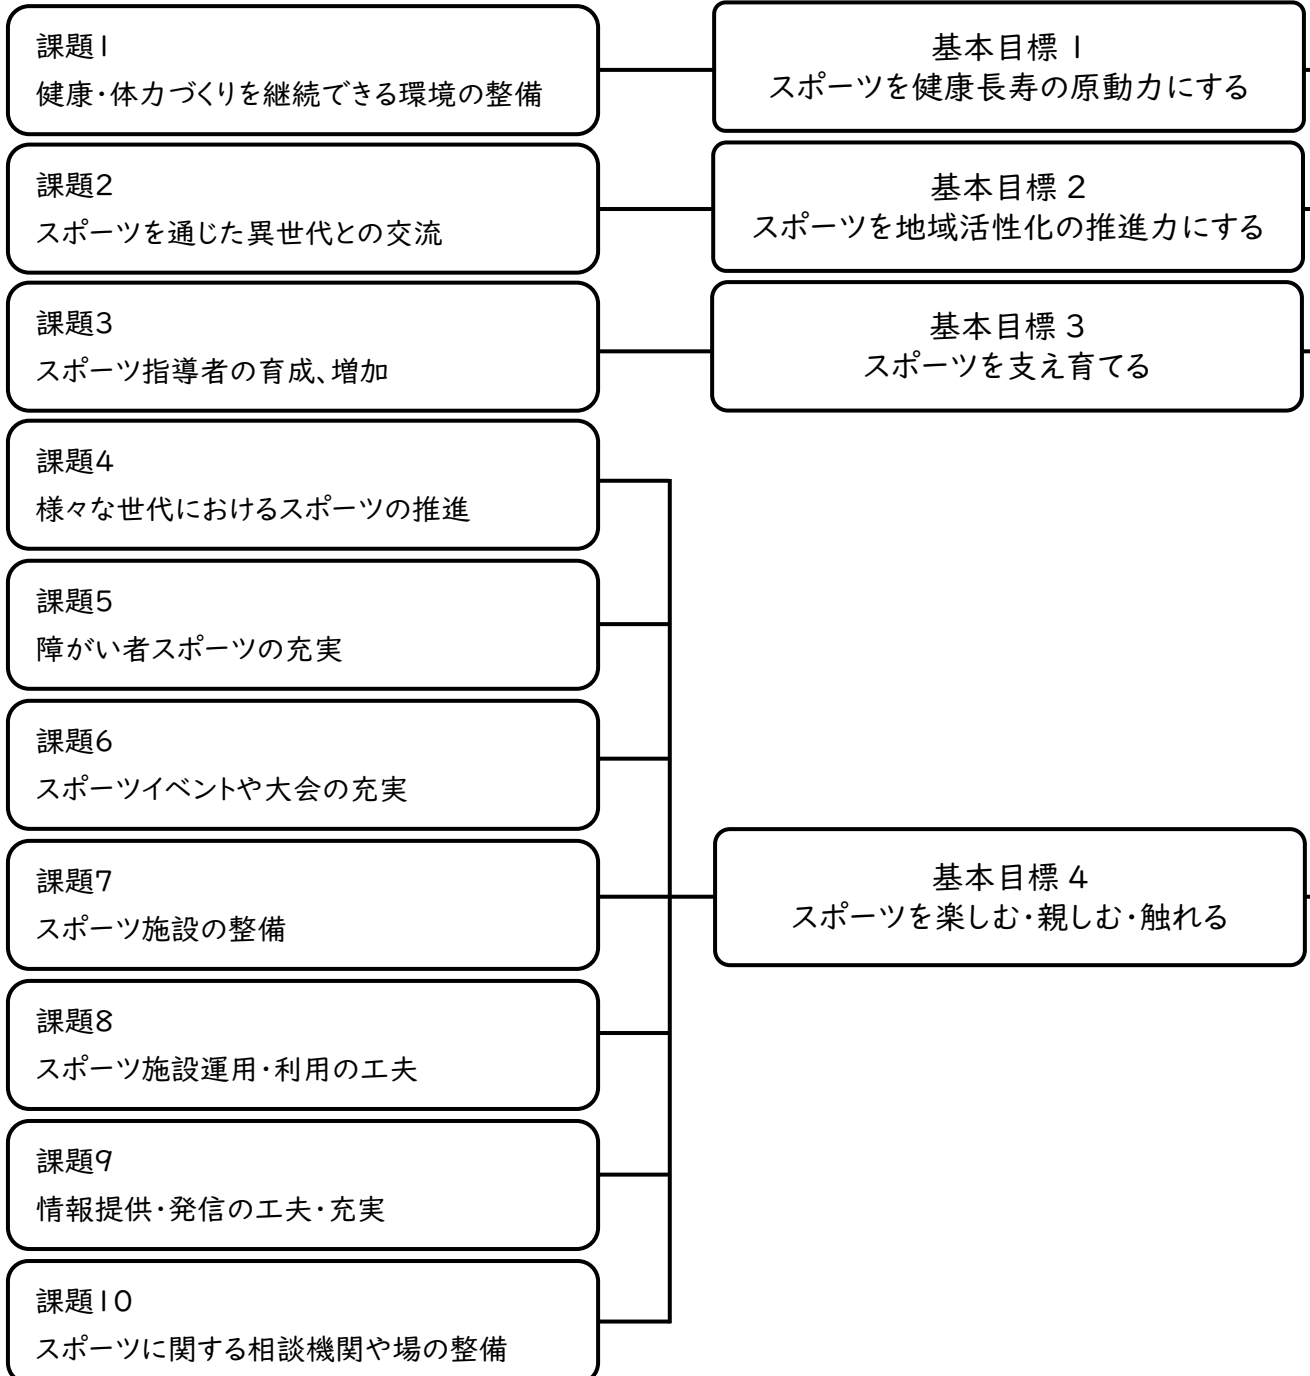 課題1
健康・体力づくりを継続できる環境の整備
基本目標 1
スポーツを健康長寿の原動力にする
課題2
スポーツを通じた異世代との交流
基本目標 2
スポーツを地域活性化の推進力にする
課題3
スポーツ指導者の育成、増加
基本目標 3
スポーツを支え育てる
課題4
様々な世代におけるスポーツの推進
課題5
障がい者スポーツの充実
課題6
スポーツイベントや大会の充実
課題7
スポーツ施設の整備
基本目標 4
スポーツを楽しむ・親しむ・触れる
課題8
スポーツ施設運用・利用の工夫
課題9
情報提供・発信の工夫・充実
課題10
スポーツに関する相談機関や場の整備